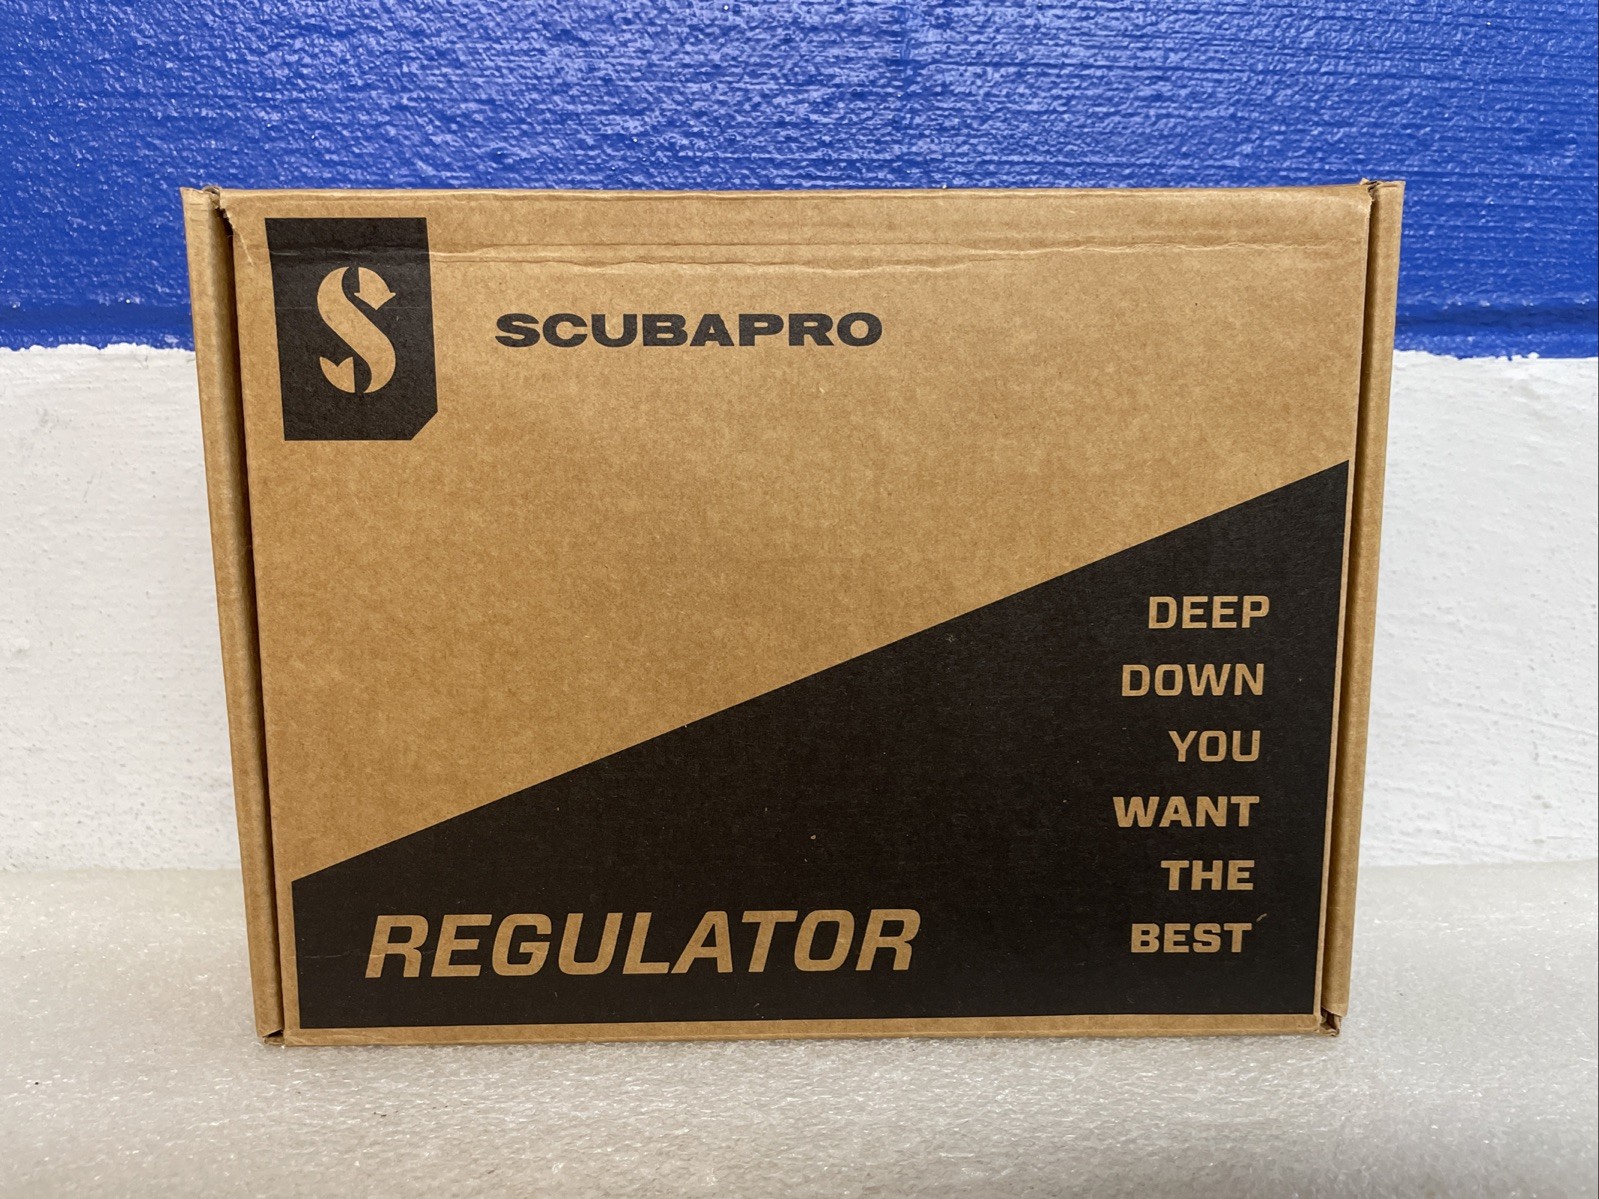 S
SCUBAPRO
DEEP
DOWN
YOU
WANT
THE
BEST
REGULATOR